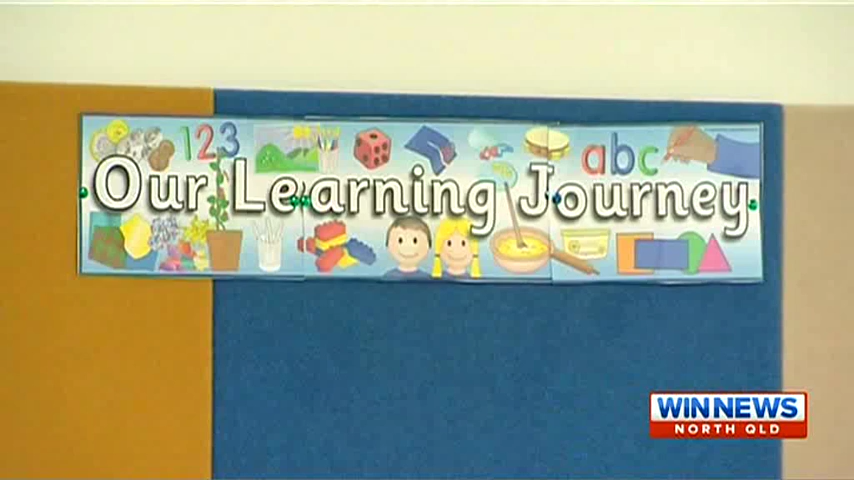 123
abc
Our Learning Journey
WIN NEWS
NORTH QLD